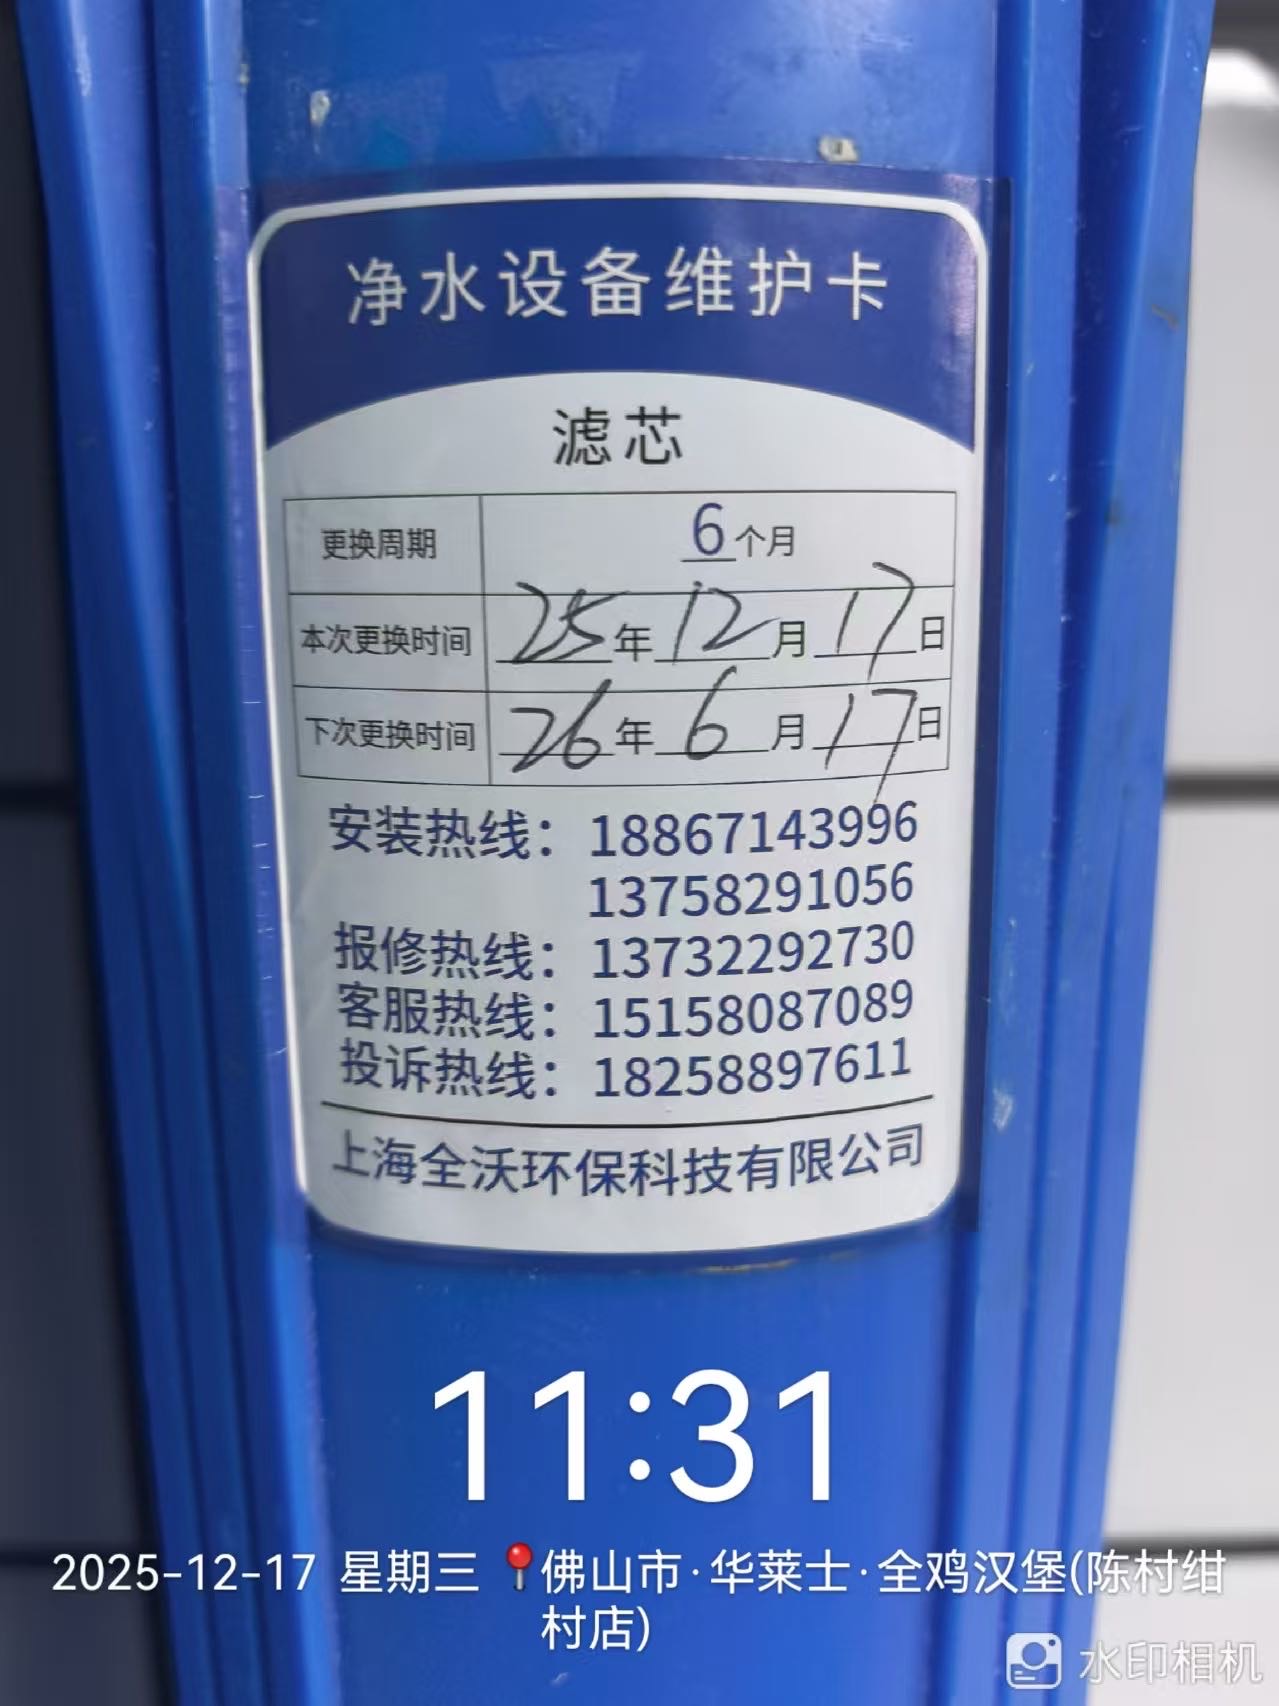 净水设备维护卡
滤芯
更换周期 6个月
本次更换时间 25年12月17日
下次更换时间 26年6月17日
安装热线：18867143996
13758291056
报修热线：13732292730
客服热线：15158087089
投诉热线：18258897611
上海全沃环保科技有限公司
11:31
2025-12-17 星期三 佛山市·华莱士·全鸡汉堡(陈村绀
村店)
水印相机